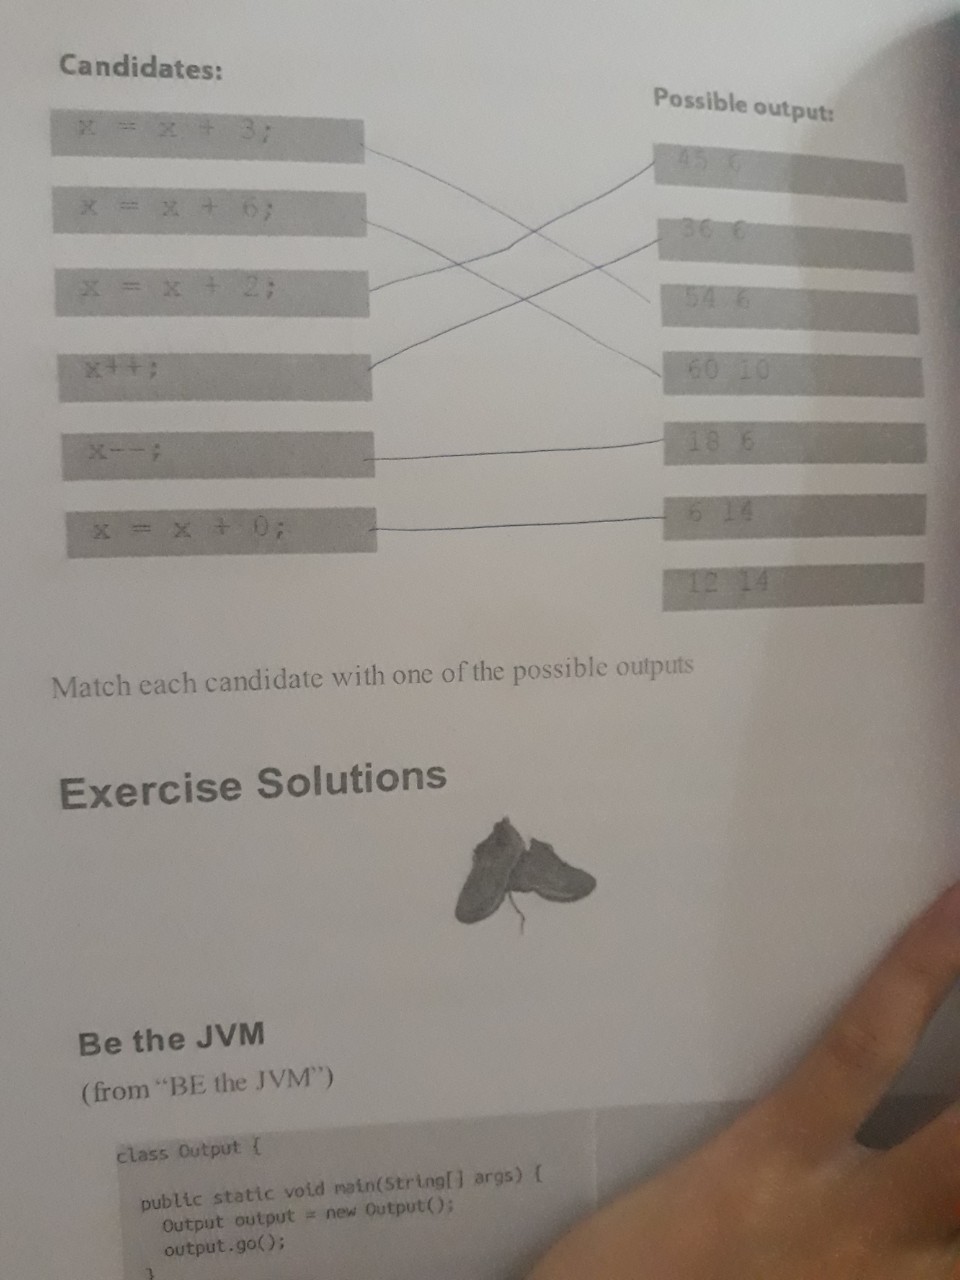 Candidates:
x = x + 3;
x = x + 6;
x = x + 2;
x++;
x--;
x = x + 0;
Possible output:
45 6
36 6
54 6
60 10
18 6
6 14
12 14
Match each candidate with one of the possible outputs
Exercise Solutions
Be the JVM
(from “BE the JVM”)
class Output {
public static void main(String[] args) {
Output output = new Output();
output.go();
}